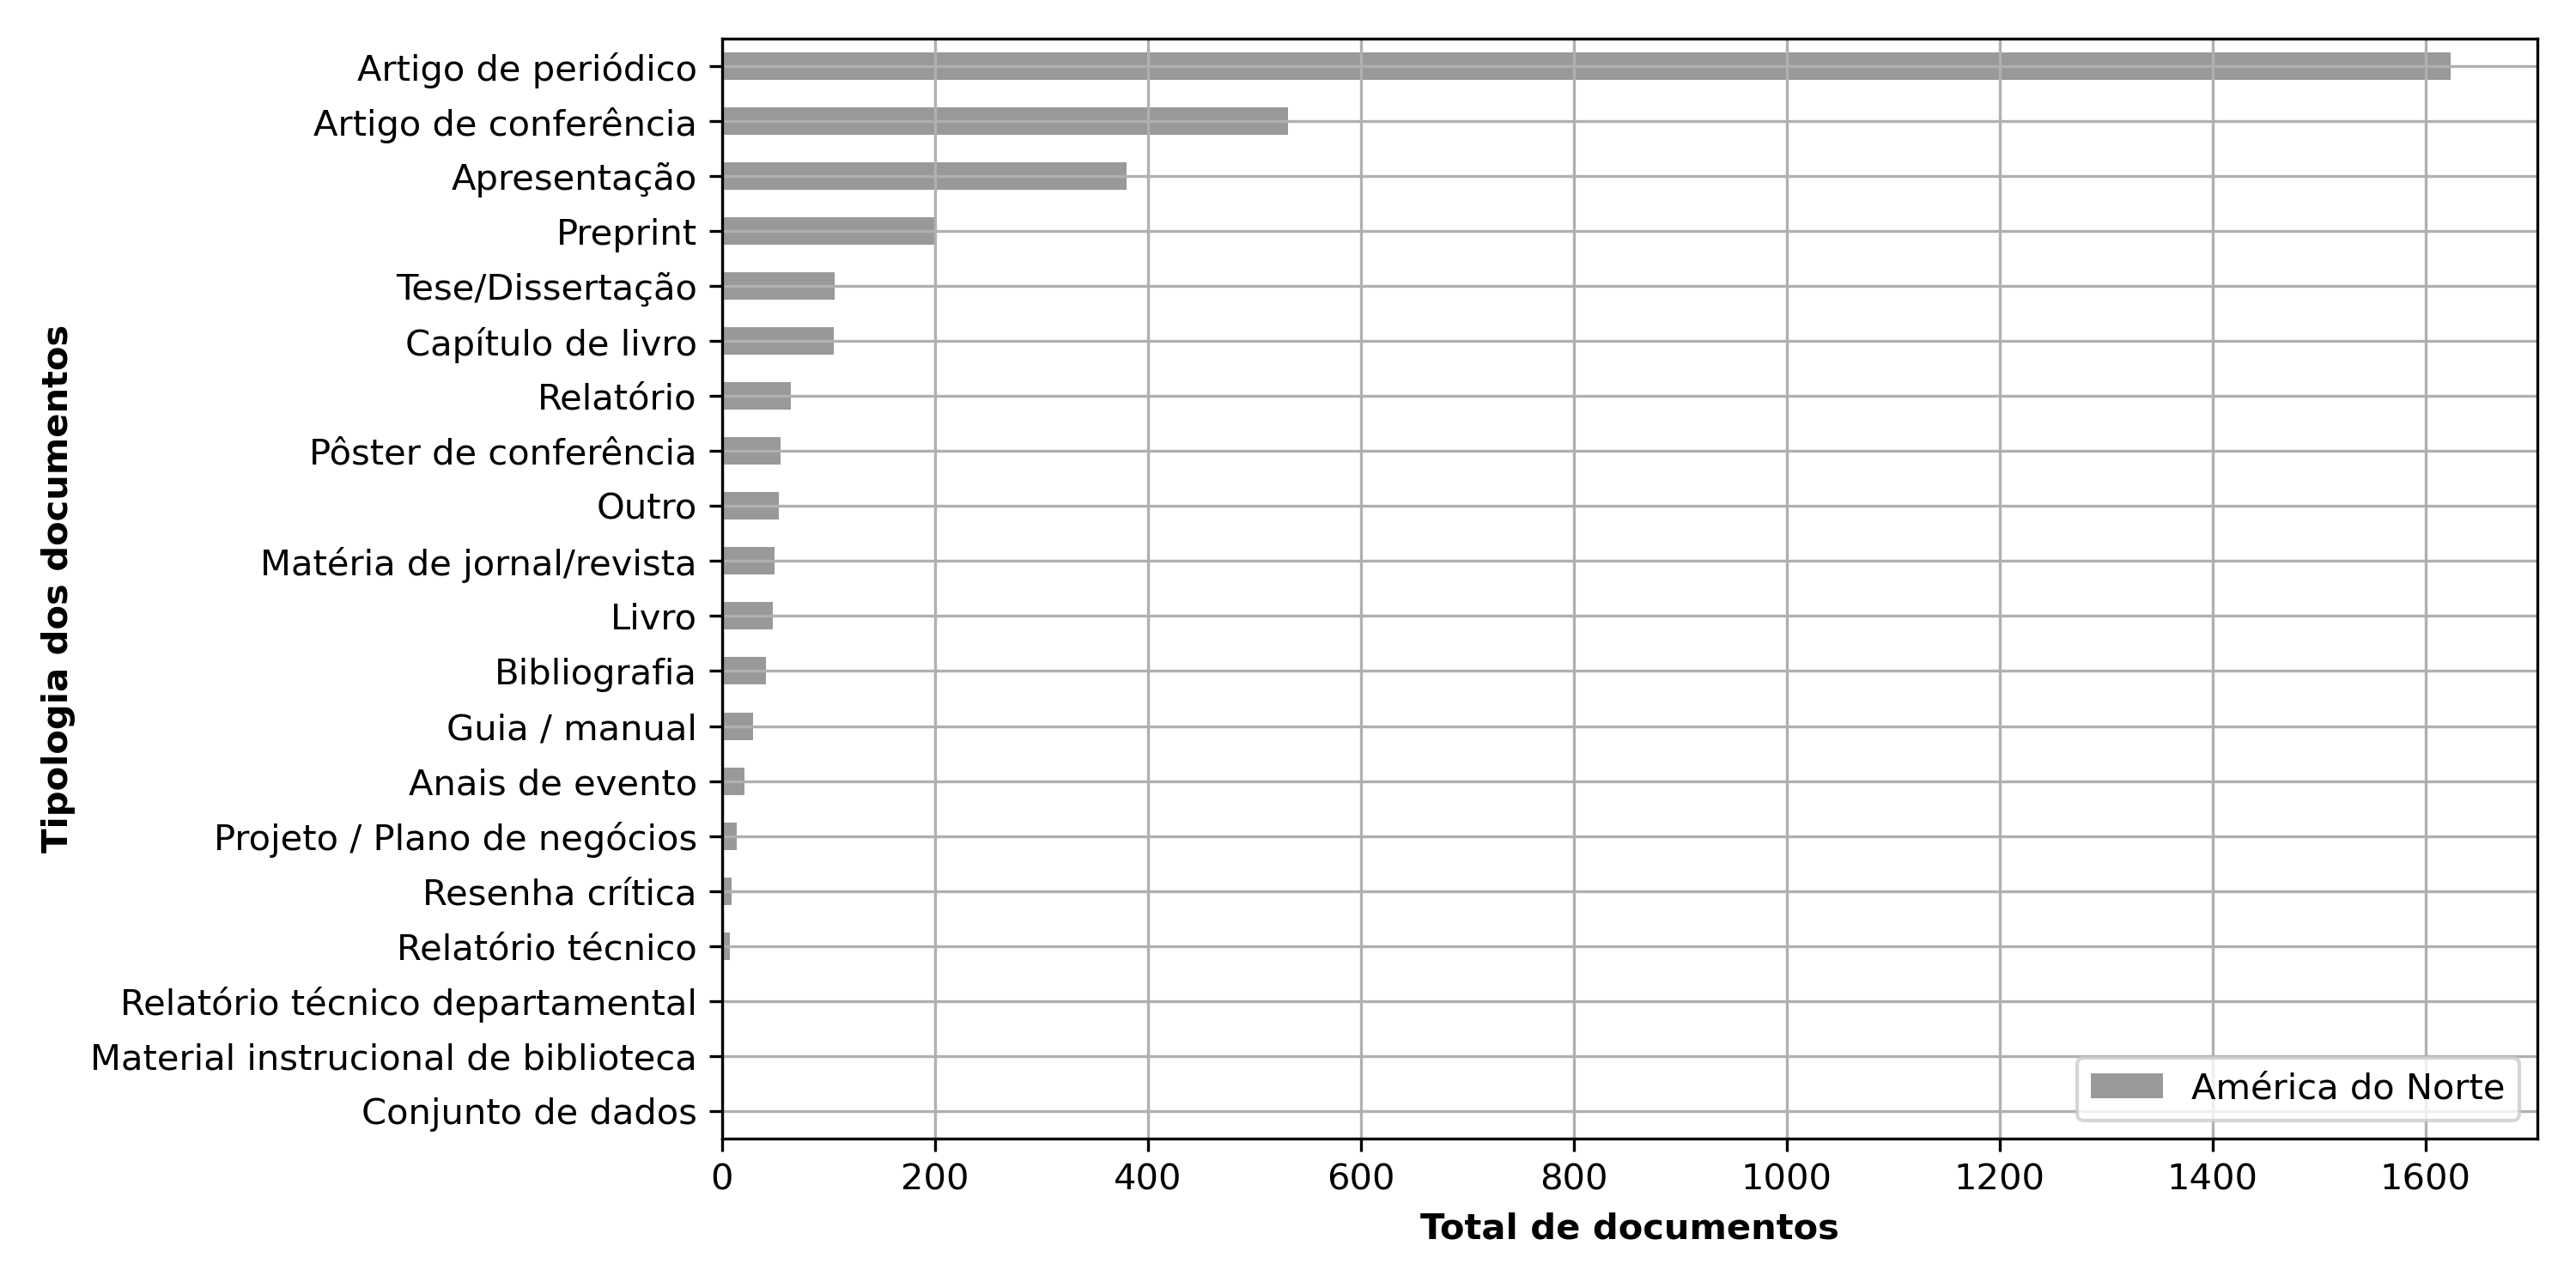 Tipologia dos documentos
Artigo de periódico
Artigo de conferência
Apresentação
Preprint
Tese/Dissertação
Capítulo de livro
Relatório
Pôster de conferência
Outro
Matéria de jornal/revista
Livro
Bibliografia
Guia / manual
Anais de evento
Projeto / Plano de negócios
Resenha crítica
Relatório técnico
Relatório técnico departamental
Material instrucional de biblioteca
Conjunto de dados
América do Norte
0 200 400 600 800 1000 1200 1400 1600
Total de documentos